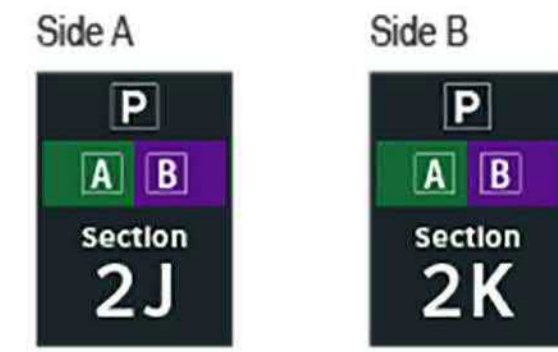 Side A
P
A B
Section
2J
Side B
P
A B
Section
2K